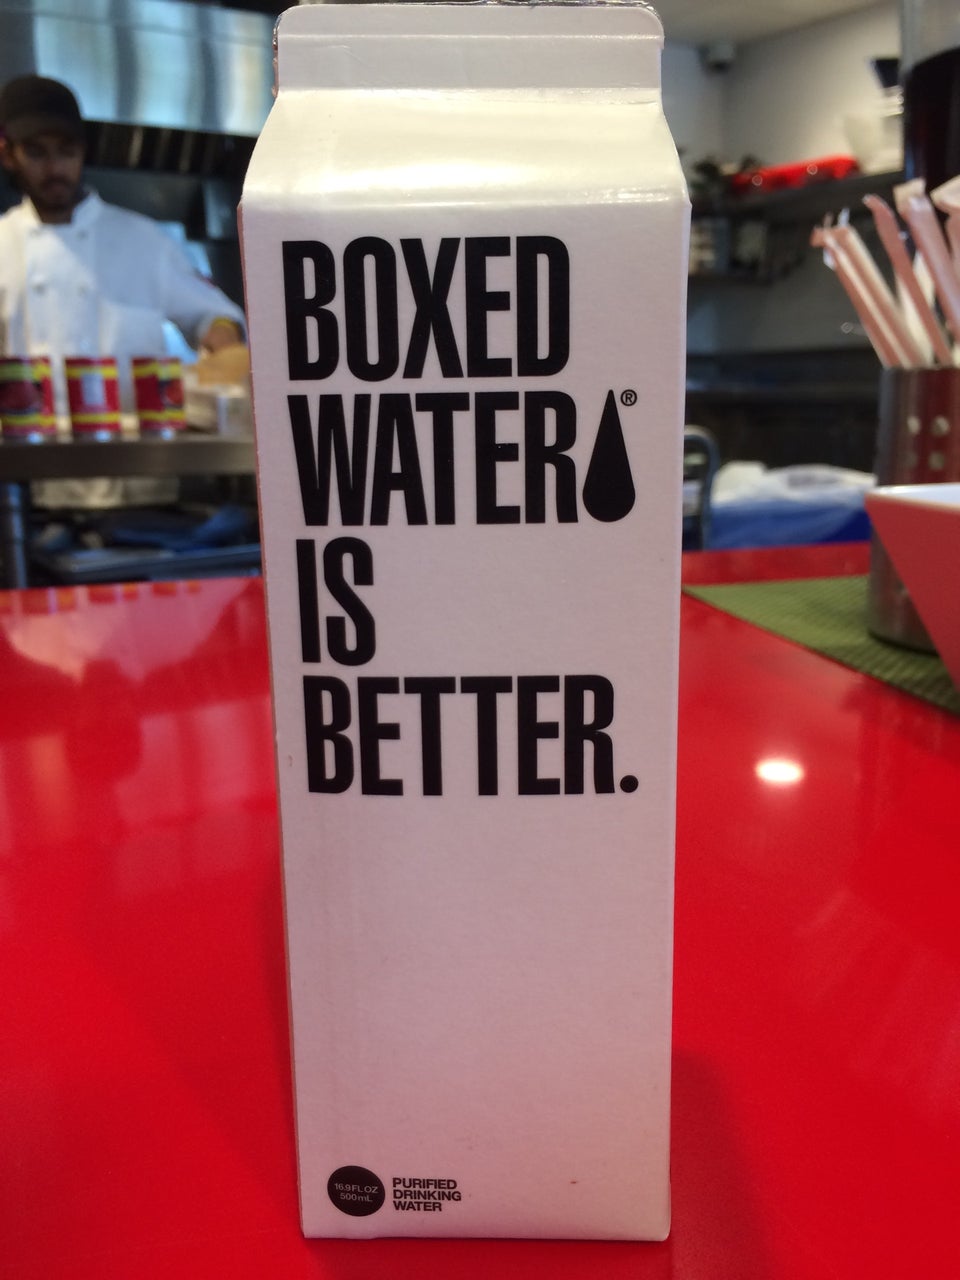 BOXED
WATER®
IS
BETTER.
16.9 FL OZ
500 mL
PURIFIED
DRINKING
WATER